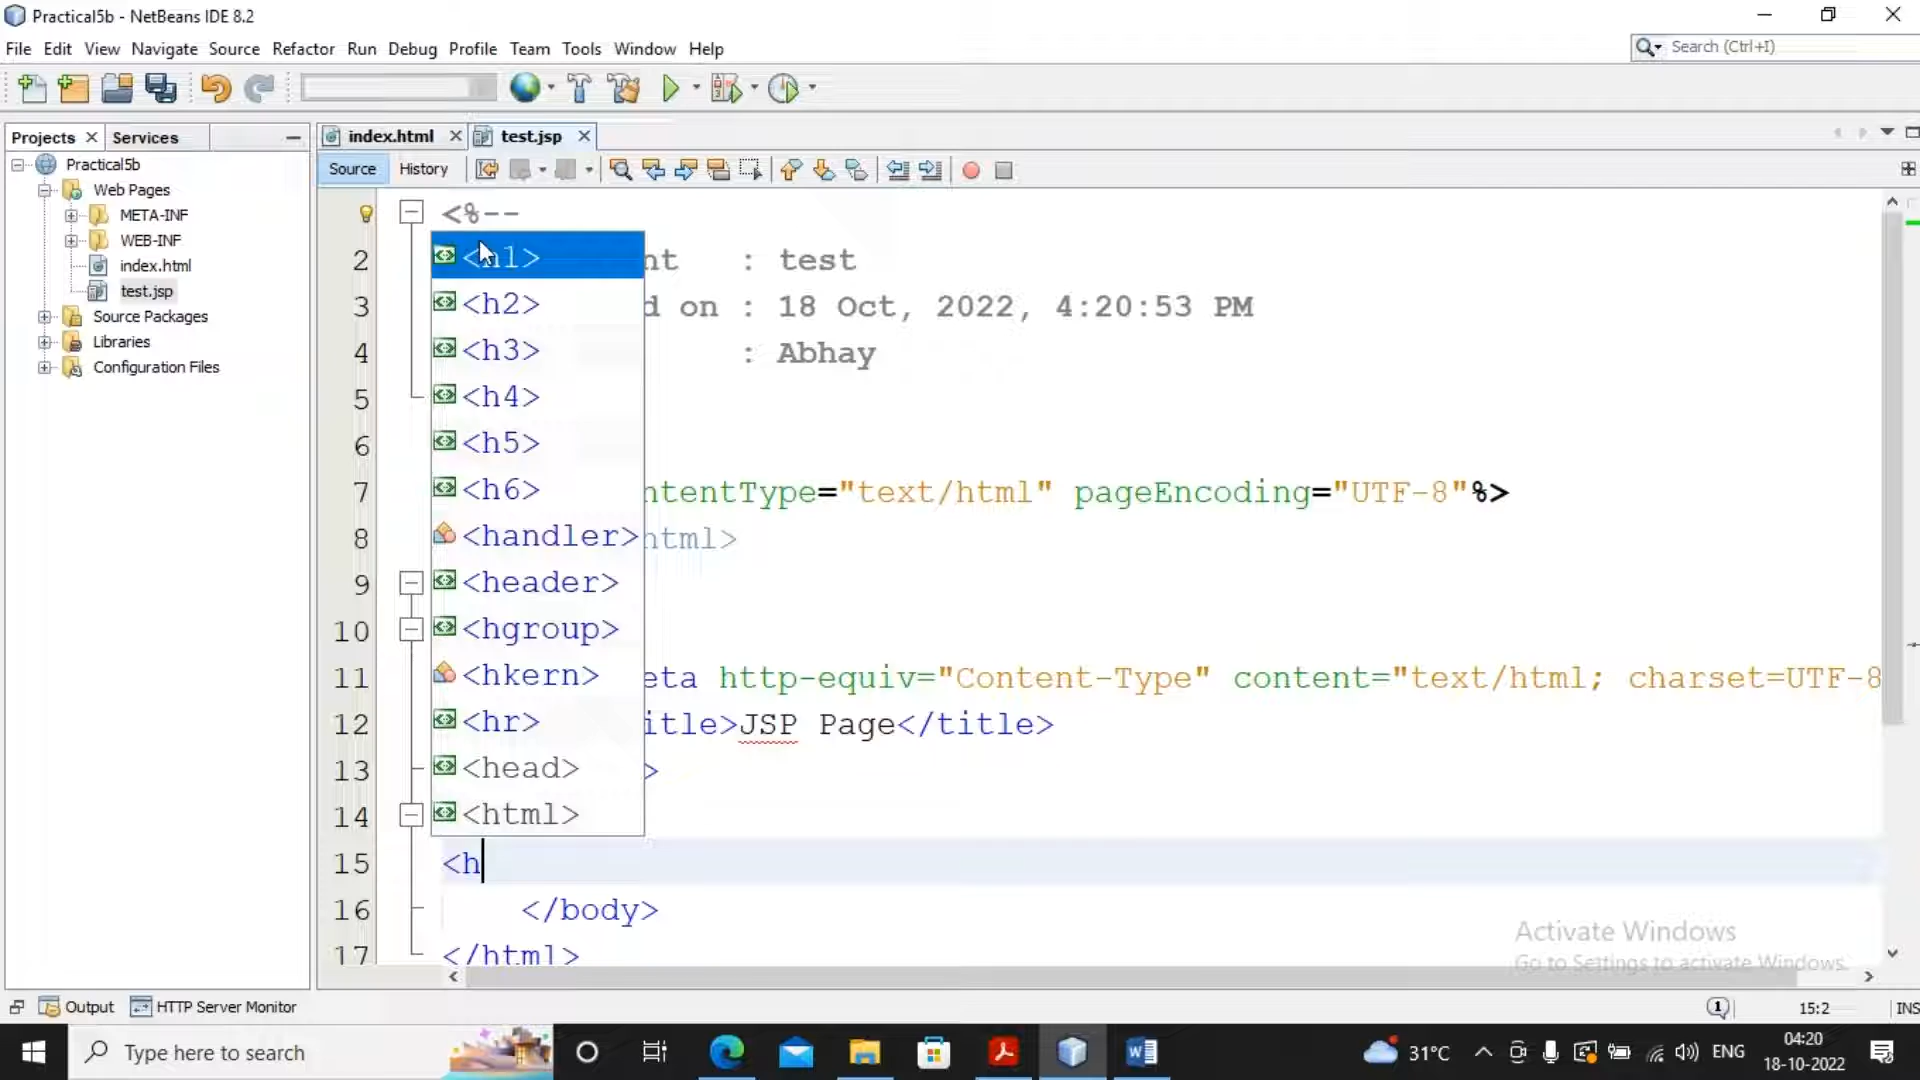 Practical5b - NetBeans IDE 8.2
File Edit View Navigate Source Refactor Run Debug Profile Team Tools Window Help
Search (Ctrl+I)
Projects
Services
index.html
test.jsp
Practical5b
Web Pages
META-INF
WEB-INF
index.html
test.jsp
Source Packages
Libraries
Configuration Files
Source History
<%--
2 nt : test
3 d on : 18 Oct, 2022, 4:20:53 PM
4 : Abhay
5
6
7 ntentType="text/html" pageEncoding="UTF-8"%>
8 html>
9
10
11 eta http-equiv="Content-Type" content="text/html; charset=UTF-8
12 itle>JSP Page</title>
13 >
14
15 <h
16 </body>
17 </html>
<h1>
<h2>
<h3>
<h4>
<h5>
<h6>
<handler>
<header>
<hgroup>
<hkern>
<hr>
<head>
<html>
Activate Windows
Go to Settings to activate Windows.
Output HTTP Server Monitor
1 15:2 INS
Type here to search
31°C
ENG
04:20
18-10-2022